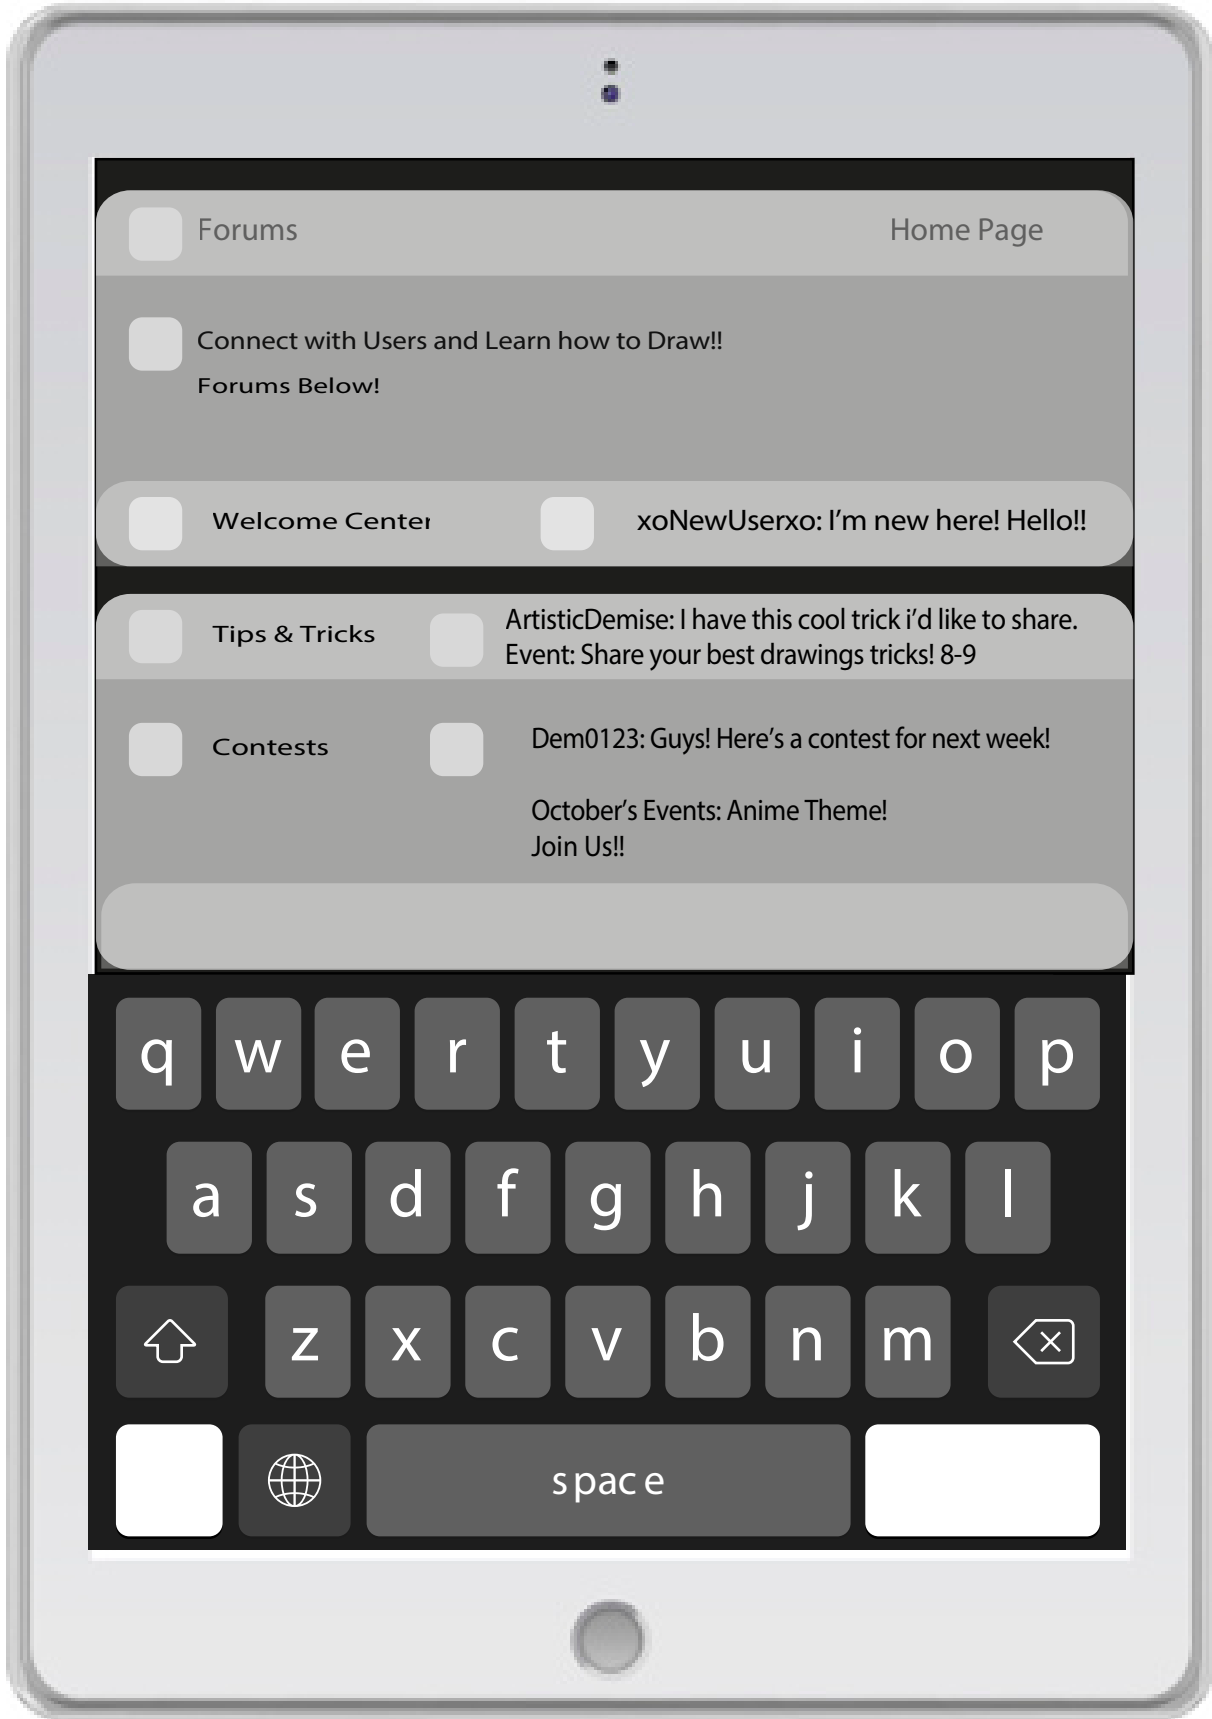 Forums Home Page
Connect with Users and Learn how to Draw!!
Forums Below!
Welcome Center xoNewUserxo: I'm new here! Hello!!
Tips & Tricks ArtisticDemise: I have this cool trick i'd like to share.
Event: Share your best drawings tricks! 8-9
Contests Dem0123: Guys! Here's a contest for next week!
October's Events: Anime Theme!
Join Us!!
q w e r t y u i o p
a s d f g h j k l
z x c v b n m
space